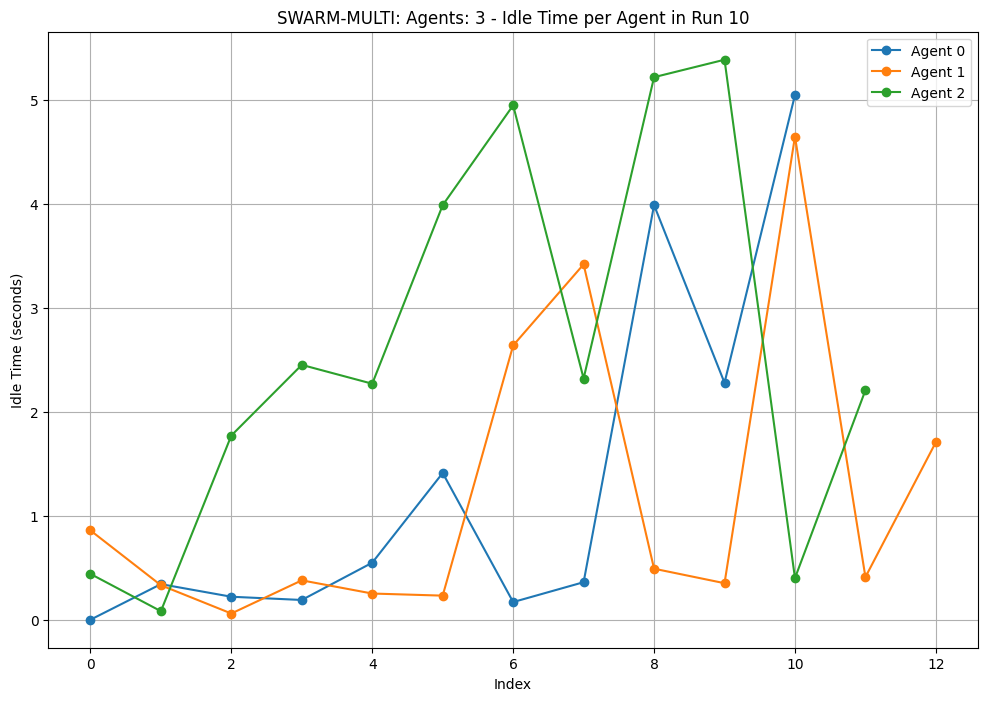 SWARM-MULTI: Agents: 3 - Idle Time per Agent in Run 10
Agent 0
Agent 1
Agent 2
Idle Time (seconds)
5
4
3
2
1
0
0 2 4 6 8 10 12
Index